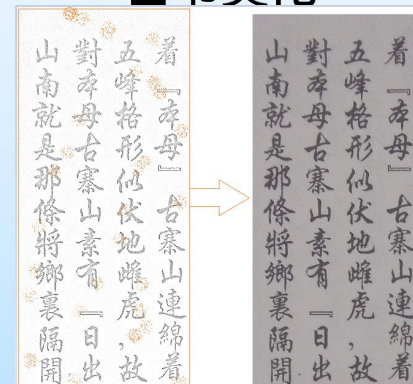 着『本母』古寨山連綿着
五峰格形似伏地雌虎，故
對本母古寨山素有『日出
山南就是那條將鄉裏隔開
着『本母』古寨山連綿着
五峰格形似伏地雌虎，故
對本母古寨山素有『日出
山南就是那條將鄉裏隔開